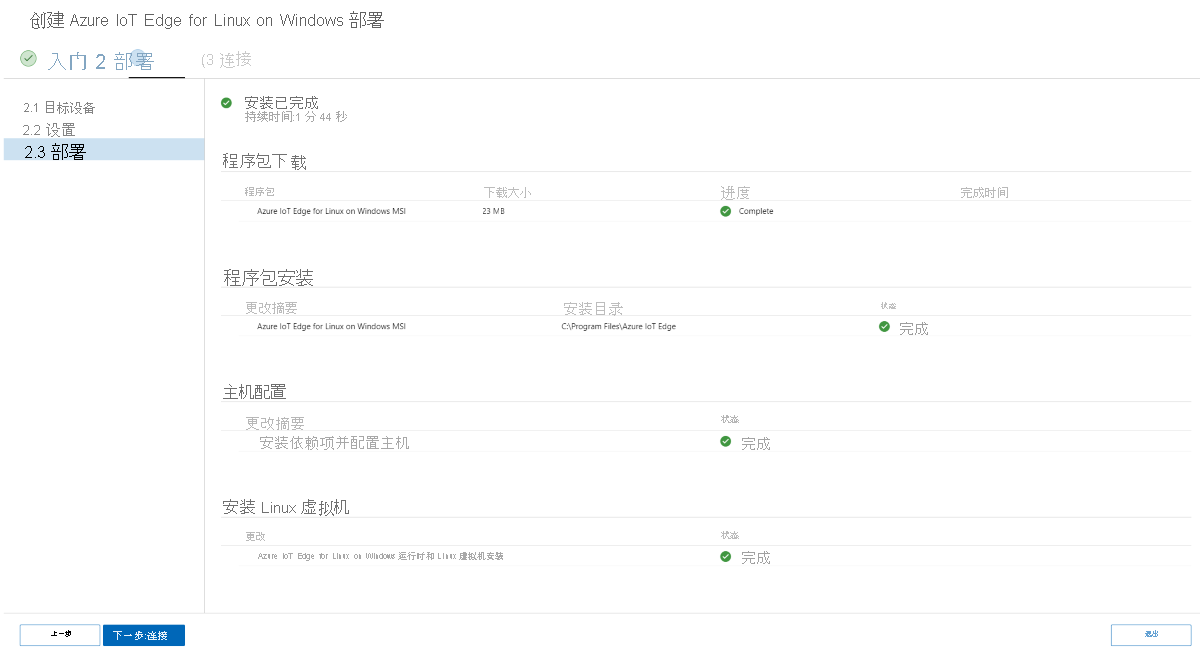 创建 Azure IoT Edge for Linux on Windows 部署
入门 2 部署 (3 连接
2.1 目标设备
2.2 设置
2.3 部署
安装已完成
持续时间:1 分 44 秒
程序包下载
程序包 下载大小 进度 完成时间
Azure IoT Edge for Linux on Windows MSI 23 MB Complete
程序包安装
更改摘要 安装目录 状态
Azure IoT Edge for Linux on Windows MSI C:\Program Files\Azure IoT Edge 完成
主机配置
更改摘要 状态
安装依赖项并配置主机 完成
安装 Linux 虚拟机
更改 状态
Azure IoT Edge for Linux on Windows 运行时和 Linux 虚拟机安装 完成
上一步 下一步:连接 退出